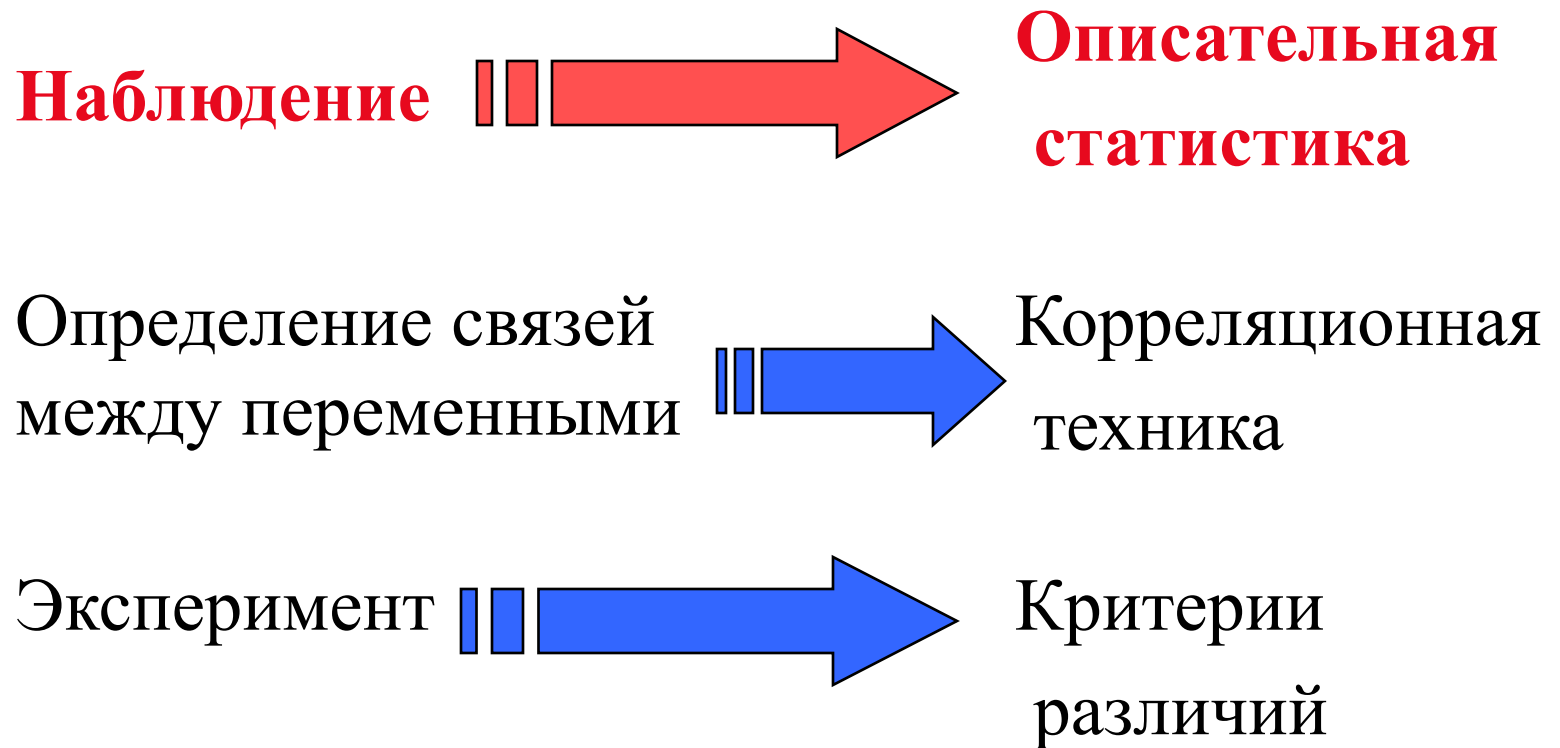 Наблюдение
Описательная
статистика
Определение связей
между переменными
Корреляционная
техника
Эксперимент
Критерии
различий